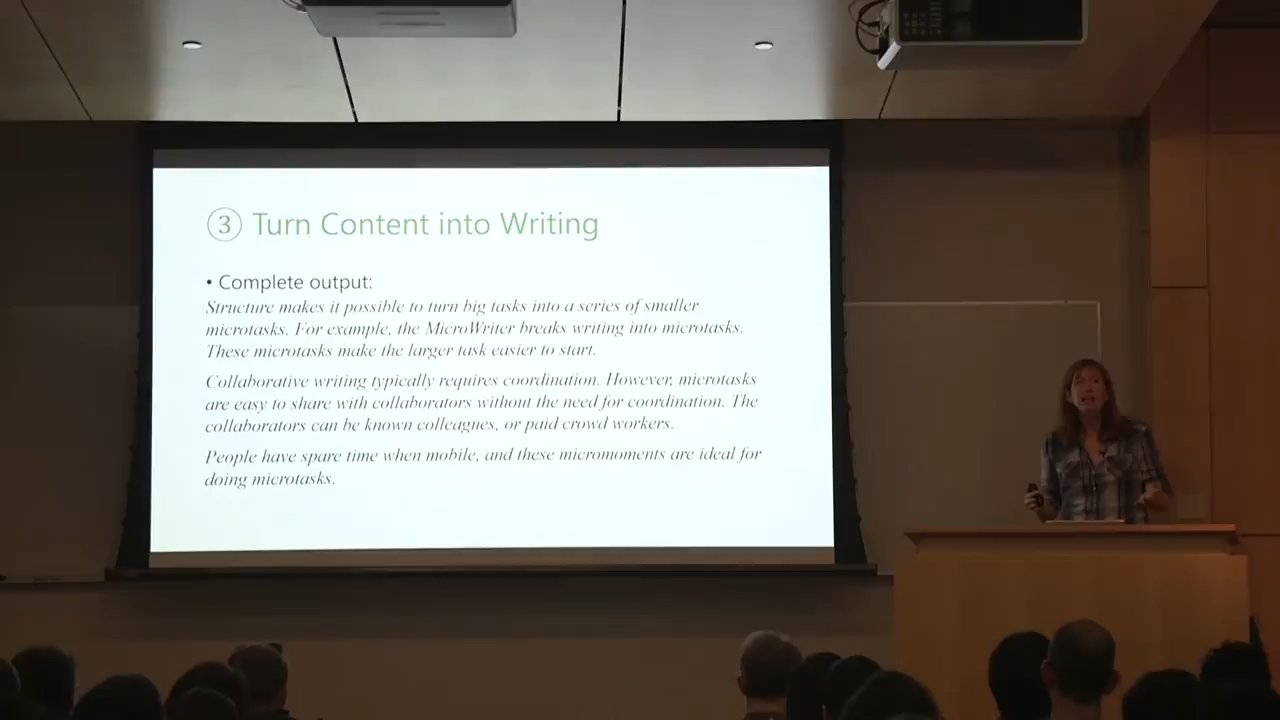 ③ Turn Content into Writing
• Complete output:
Structure makes it possible to turn big tasks into a series of smaller
microtasks. For example, the MicroWriter breaks writing into microtasks.
These microtasks make the larger task easier to start.
Collaborative writing typically requires coordination. However, microtasks
are easy to share with collaborators without the need for coordination. The
collaborators can be known colleagues, or paid crowd workers.
People have spare time when mobile, and these micromoments are ideal for
doing microtasks.